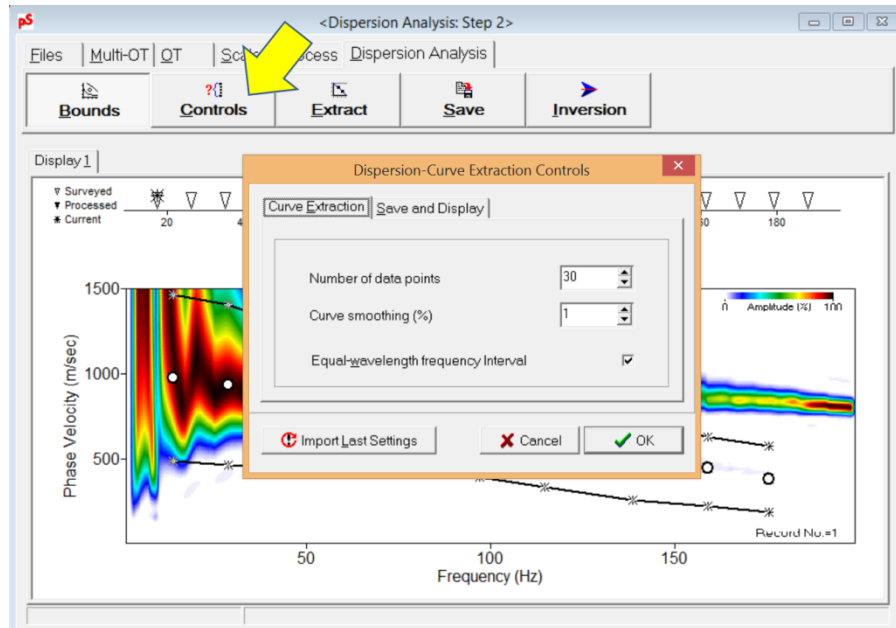 pS <Dispersion Analysis: Step 2>
Files Multi-OT OT Dispersion Analysis
?{} 
Bounds Controls Extract Save Inversion
Display 1
Dispersion-Curve Extraction Controls
Surveyed
Processed
Current
20 180
Curve Extraction Save and Display
Number of data points 30
Curve smoothing (%) 1
Equal-wavelength frequency Interval
Import Last Settings Cancel OK
0 Amplitude (%) 100
1500
1000
500
Phase Velocity (m/sec)
Record No.=1
50 100 150
Frequency (Hz)